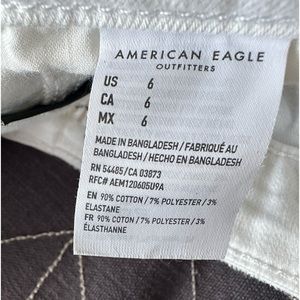 AMERICAN EAGLE
OUTFITTERS
US 6
CA 6
MX 6
MADE IN BANGLADESH / FABRIQUÉ AU
BANGLADESH / HECHO EN BANGLADESH
RN 54485/CA 03873
RFC# AEM120605U9A
EN 90% COTTON / 7% POLYESTER / 3%
ELASTANE
FR 90% COTON / 7% POLYESTER / 3%
ÉLASTHANNE